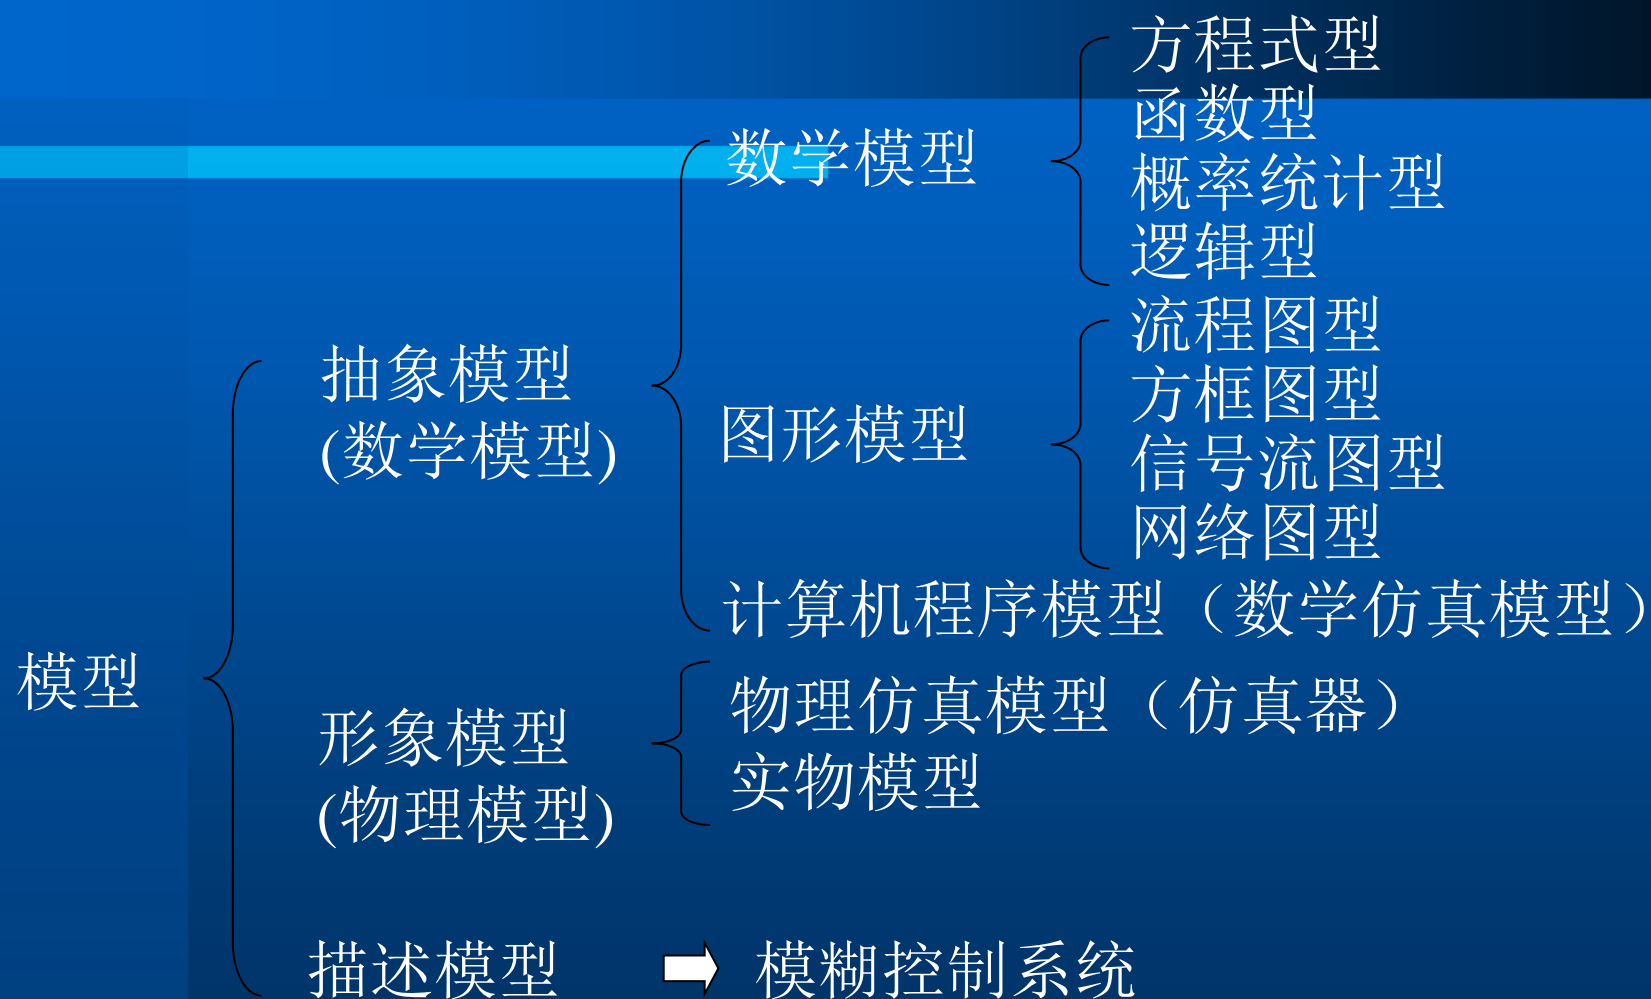 方程式型
函数型
数学模型
概率统计型
逻辑型
流程图型
抽象模型
(数学模型)
方框图型
图形模型
信号流图型
网络图型
计算机程序模型（数学仿真模型）
模型
物理仿真模型（仿真器）
形象模型
(物理模型)
实物模型
描述模型
模糊控制系统